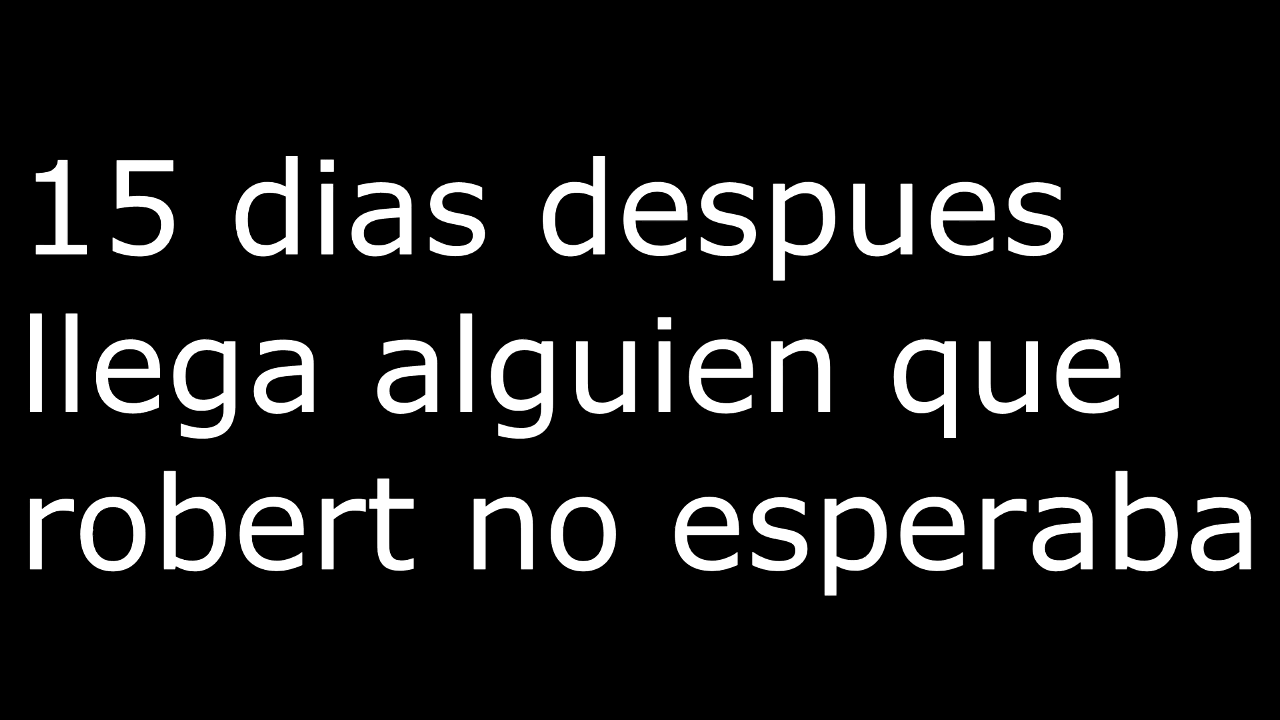 15 dias despues
llega alguien que
robert no esperaba